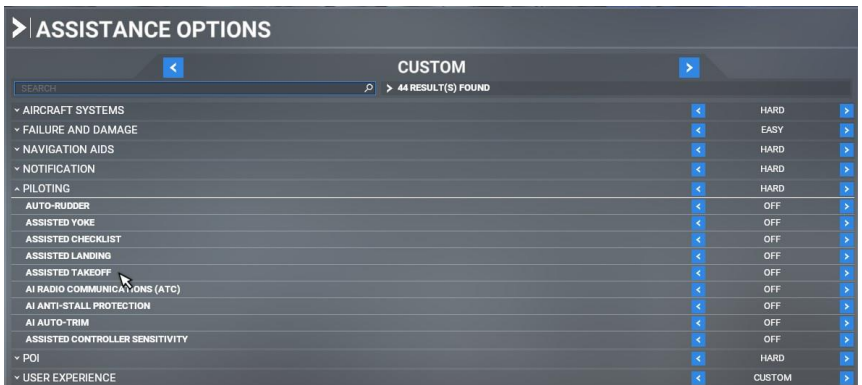 ASSISTANCE OPTIONS
CUSTOM
SEARCH 44 RESULT(S) FOUND
AIRCRAFT SYSTEMS HARD
FAILURE AND DAMAGE EASY
NAVIGATION AIDS HARD
NOTIFICATION HARD
PILOTING HARD
AUTO-RUDDER OFF
ASSISTED YOKE OFF
ASSISTED CHECKLIST OFF
ASSISTED LANDING OFF
ASSISTED TAKEOFF OFF
AI RADIO COMMUNICATIONS (ATC) OFF
AI ANTI-STALL PROTECTION OFF
AI AUTO-TRIM OFF
ASSISTED CONTROLLER SENSITIVITY OFF
POI HARD
USER EXPERIENCE CUSTOM